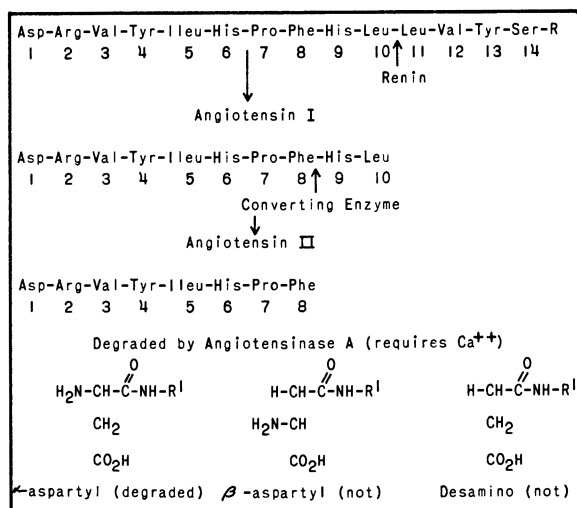 Asp-Arg-Val-Tyr-Ileu-His-Pro-Phe-His-Leu-Leu-Val-Tyr-Ser-R
1 2 3 4 5 6 7 8 9 10 11 12 13 14
Renin
Angiotensin I
Asp-Arg-Val-Tyr-Ileu-His-Pro-Phe-His-Leu
1 2 3 4 5 6 7 8 9 10
Converting Enzyme
Angiotensin II
Asp-Arg-Val-Tyr-Ileu-His-Pro-Phe
1 2 3 4 5 6 7 8
Degraded by Angiotensinase A (requires Ca++)
O O O
H2N-CH-C-NH-R' H-CH-C-NH-R' H-CH-C-NH-R'
CH2 H2N-CH CH2
CO2H CO2H CO2H
α-aspartyl (degraded) β-aspartyl (not) Desamino (not)